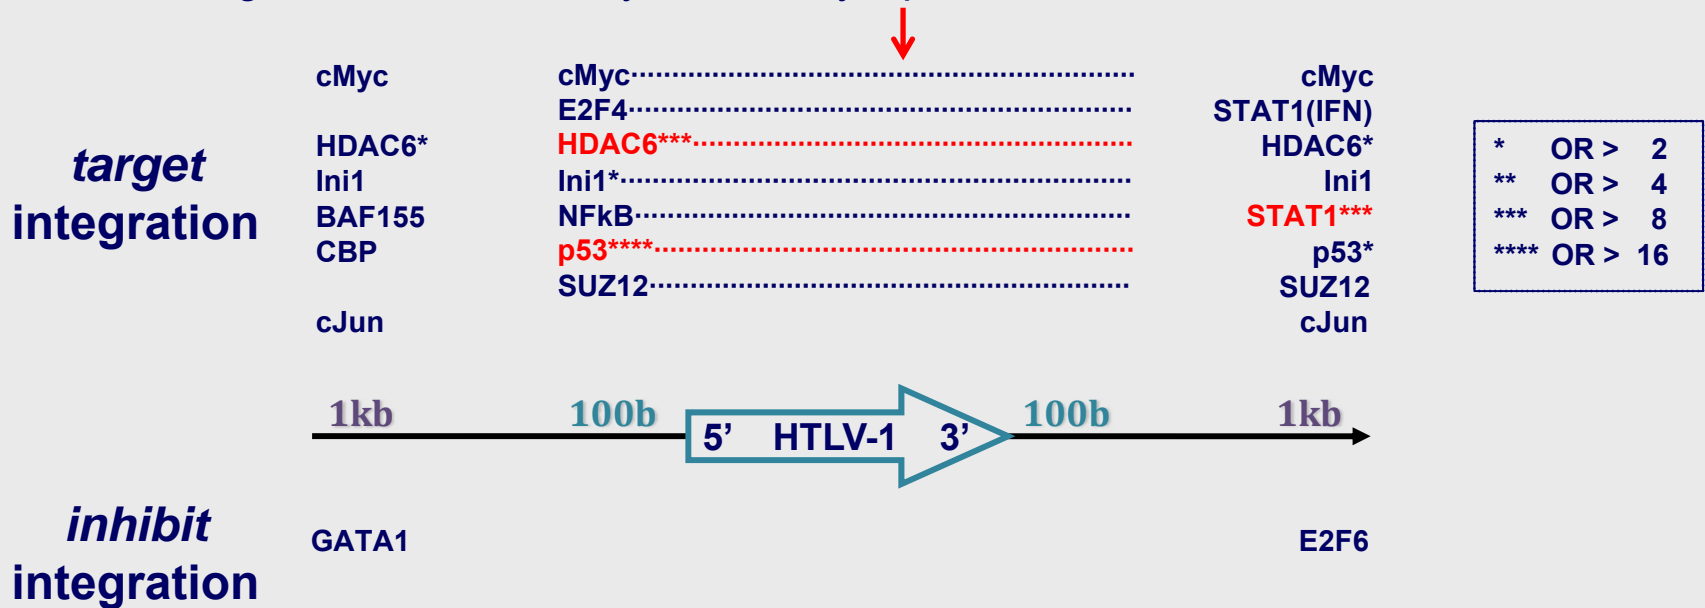 cMyc cMyc cMyc
E2F4 STAT1(IFN)
HDAC6* HDAC6*** HDAC6*
Ini1 Ini1* Ini1
BAF155 NFkB STAT1***
CBP p53**** p53*
SUZ12 SUZ12
cJun cJun
target
integration
* OR > 2
** OR > 4
*** OR > 8
**** OR > 16
1kb 100b 100b 1kb
5’ HTLV-1 3’
inhibit
integration
GATA1 E2F6